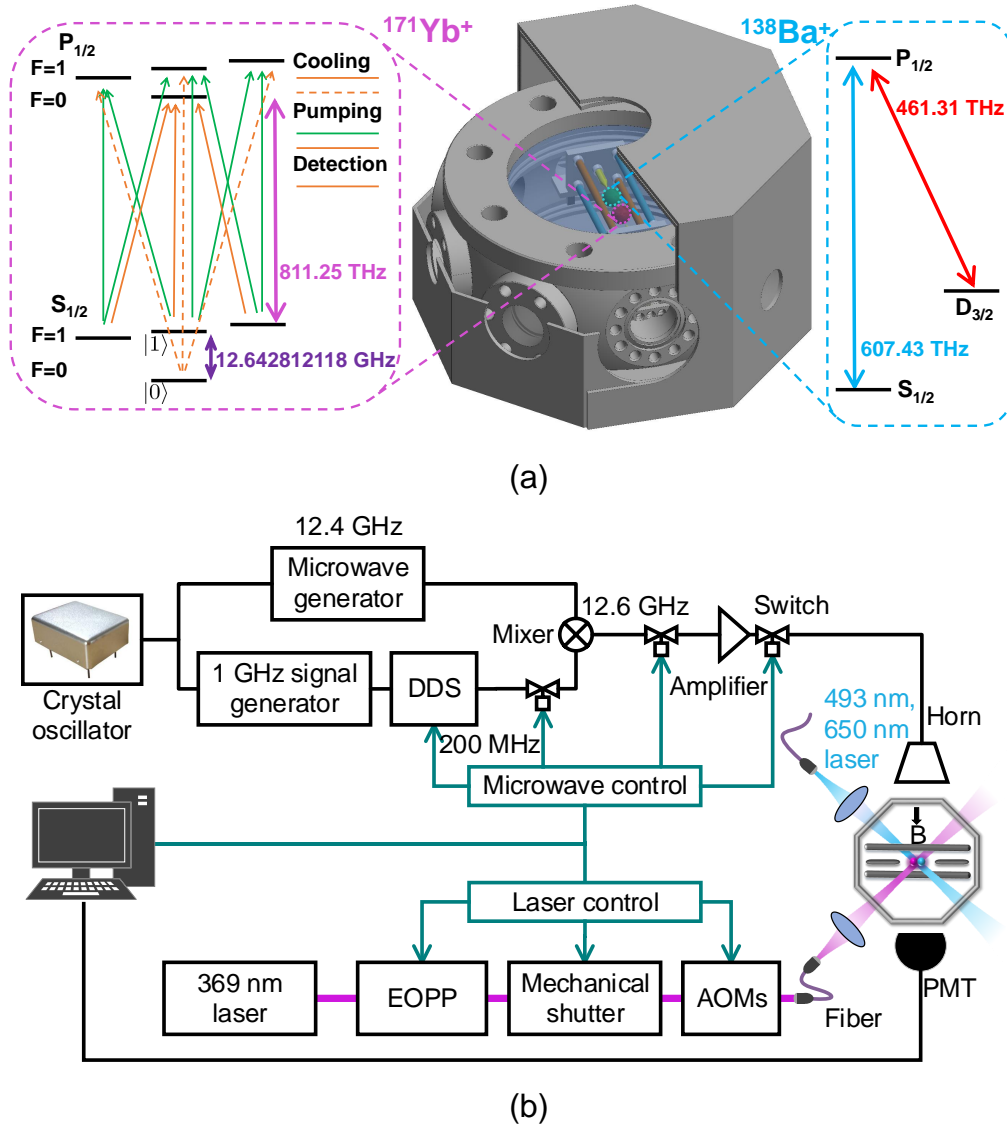 171Yb+
138Ba+
P1/2
F=1
F=0
Cooling
Pumping
Detection
811.25 THz
S1/2
F=1
|1⟩
12.642812118 GHz
F=0
|0⟩
P1/2
461.31 THz
D3/2
607.43 THz
S1/2
(a)
12.4 GHz
Microwave
generator
Mixer
12.6 GHz
Switch
Amplifier
Crystal
oscillator
1 GHz signal
generator
DDS
200 MHz
493 nm,
650 nm
laser
Horn
Microwave control
B
Laser control
369 nm
laser
EOPP
Mechanical
shutter
AOMs
Fiber
PMT
(b)